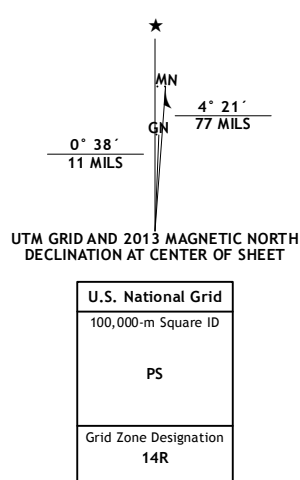 ★
MN
4° 21´
77 MILS
GN
0° 38´
11 MILS
UTM GRID AND 2013 MAGNETIC NORTH
DECLINATION AT CENTER OF SHEET
U.S. National Grid
100,000-m Square ID
PS
Grid Zone Designation
14R